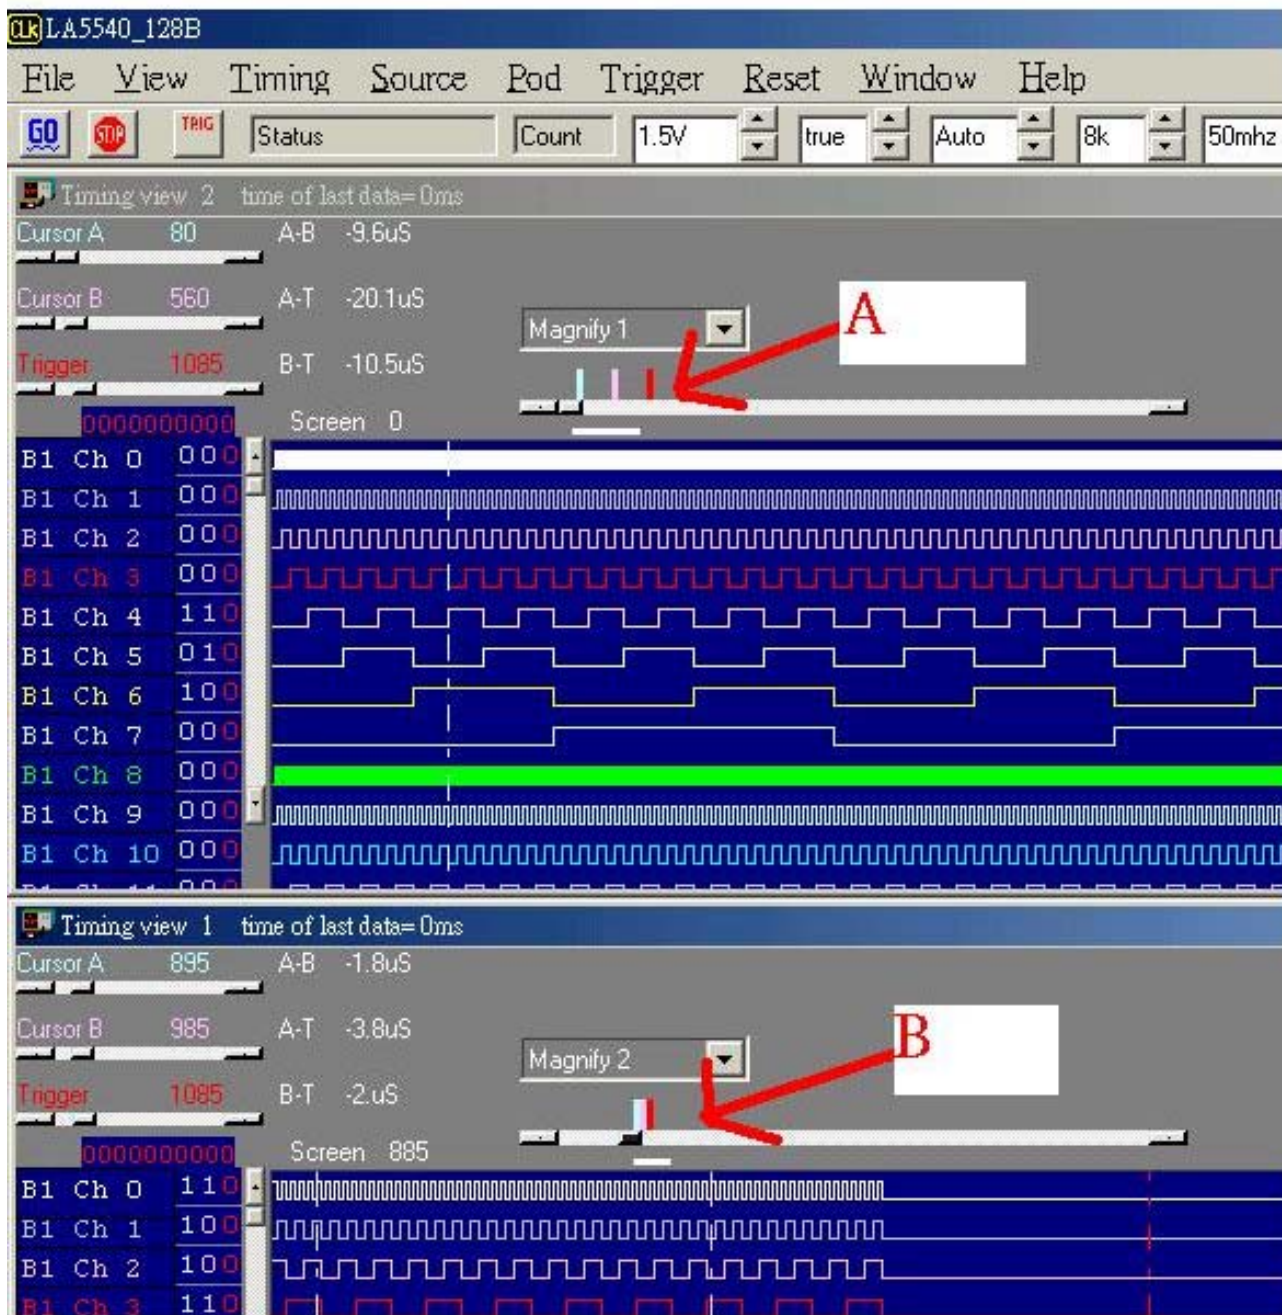 CLK LA5540_128B
File View Timing Source Pod Trigger Reset Window Help
GO STOP TRIG Status Count 1.5V true Auto 8k 50mhz
Timing view 2 time of last data= 0ms
Cursor A 80 A-B -9.6uS
Cursor B 560 A-T -20.1uS
Magnify 1
A
Trigger 1085 B-T -10.5uS
0000000000 Screen 0
B1 Ch 0 000
B1 Ch 1 000
B1 Ch 2 000
B1 Ch 3 000
B1 Ch 4 110
B1 Ch 5 010
B1 Ch 6 100
B1 Ch 7 000
B1 Ch 8 000
B1 Ch 9 000
B1 Ch 10 000
Timing view 1 time of last data= 0ms
Cursor A 895 A-B -1.8uS
Cursor B 985 A-T -3.8uS
Magnify 2
B
Trigger 1085 B-T -2.uS
0000000000 Screen 885
B1 Ch 0 110
B1 Ch 1 100
B1 Ch 2 100
B1 Ch 3 110